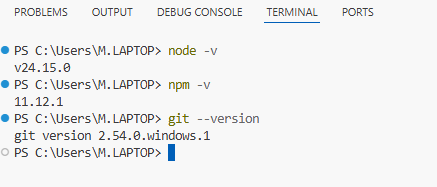 PROBLEMS OUTPUT DEBUG CONSOLE TERMINAL PORTS
PS C:\Users\M.LAPTOP> node -v
v24.15.0
PS C:\Users\M.LAPTOP> npm -v
11.12.1
PS C:\Users\M.LAPTOP> git --version
git version 2.54.0.windows.1
PS C:\Users\M.LAPTOP>